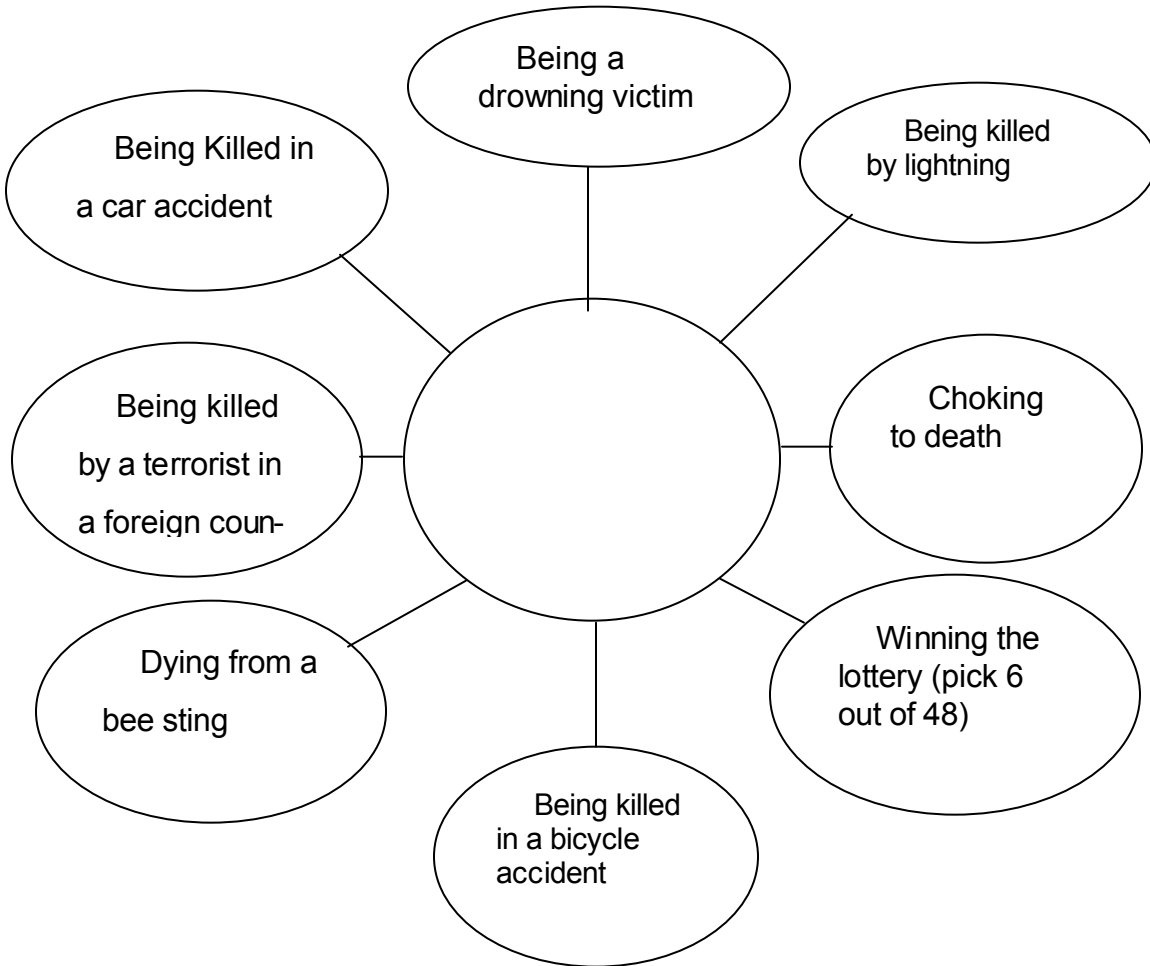 Being a
drowning victim
Being Killed in
a car accident
Being killed
by lightning
Being killed
by a terrorist in
a foreign coun-
Choking
to death
Dying from a
bee sting
Winning the
lottery (pick 6
out of 48)
Being killed
in a bicycle
accident